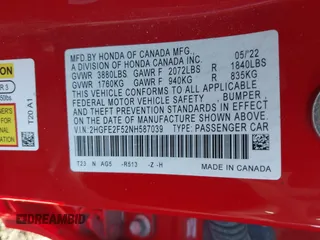 MFD.BY HONDA OF CANADA MFG., 05/22
A DIVISION OF HONDA CANADA INC.
GVWR 3880LBS GAWR F 2072LBS R 1840LBS
GVWR 1760KG GAWR F 940KG R 835KG
THIS VEHICLE CONFORMS TO ALL APPLICABLE
FEDERAL MOTOR VEHICLE SAFETY, BUMPER,
AND THEFT PREVENTION STANDARDS IN EFFECT
ON THE DATE OF MANUFACTURE SHOWN ABOVE.
V.I.N. 2HGFE2F52NH587039 TYPE: PASSENGER CAR
T23 N AG5 -R513 -Z-H
MADE IN CANADA
T20 A1
DREAMBID